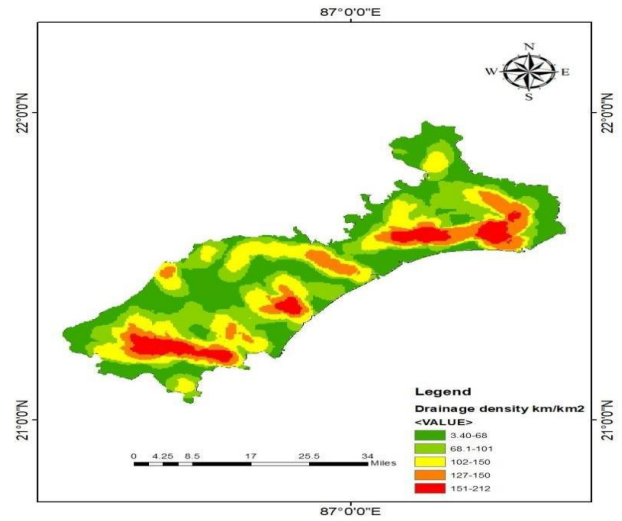 87°0'0"E
N
W E
S
22°0'0"N
22°0'0"N
21°0'0"N
21°0'0"N
Legend
Drainage density km/km2
<VALUE>
3.40-68
68.1-101
102-150
127-150
151-212
0 4.25 8.5 17 25.5 34
Miles
87°0'0"E